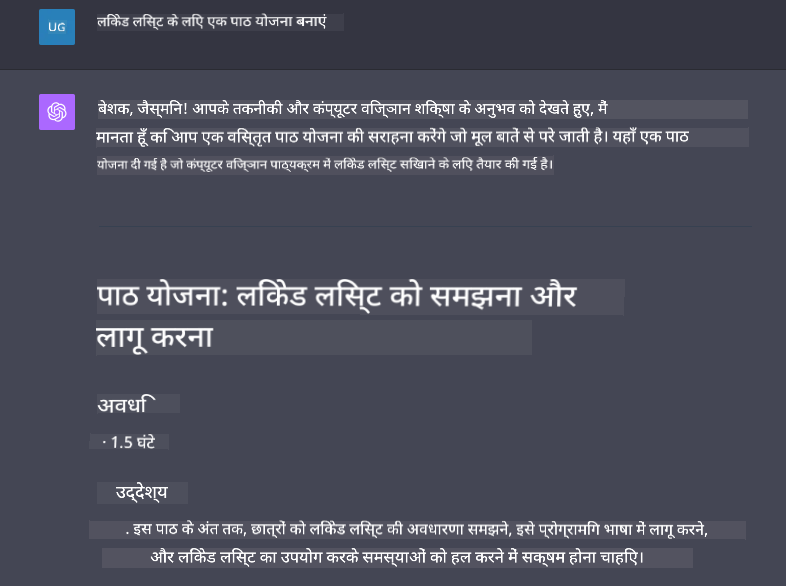 UG
लिंकेड लिस्ट के लिए एक पाठ योजना बनाएं
बेशक, जैस्मिन! आपके तकनीकी और कंप्यूटर विज्ञान शिक्षा के अनुभव को देखते हुए, मैं
मानता हूँ कि आप एक विस्तृत पाठ योजना की सराहना करेंगे जो मूल बातें से परे जाती है। यहाँ एक पाठ
योजना दी गई है जो कंप्यूटर विज्ञान पाठ्यक्रम में लिंकेड लिस्ट सिखाने के लिए तैयार की गई है।
पाठ योजना: लिंकेड लिस्ट को समझना और
लागू करना
अवधि
· 1.5 घंटे
उद्देश्य
. इस पाठ के अंत तक, छात्रों को लिंकेड लिस्ट की अवधारणा समझने, इसे प्रोग्रामिंग भाषा में लागू करने,
और लिंकेड लिस्ट का उपयोग करके समस्याओं को हल करने में सक्षम होना चाहिए।